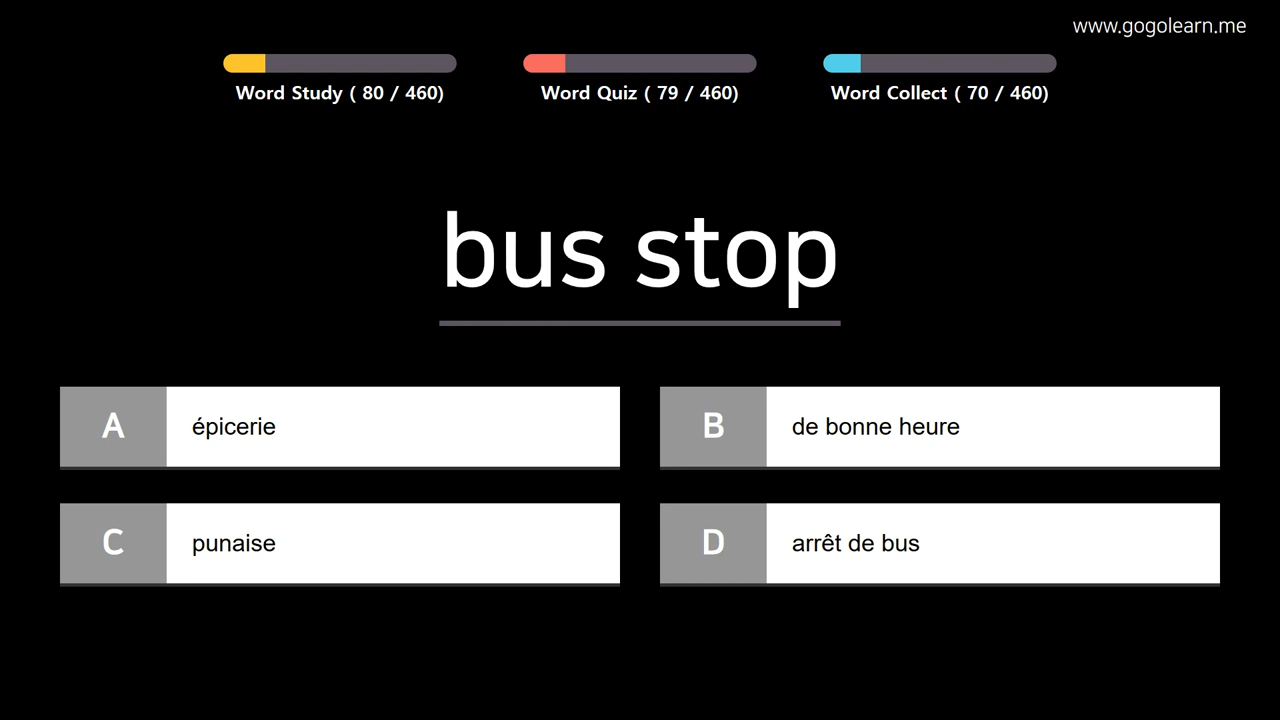 www.gogolearn.me
Word Study ( 80 / 460)
Word Quiz ( 79 / 460)
Word Collect ( 70 / 460)
bus stop
A épicerie
B de bonne heure
C punaise
D arrêt de bus